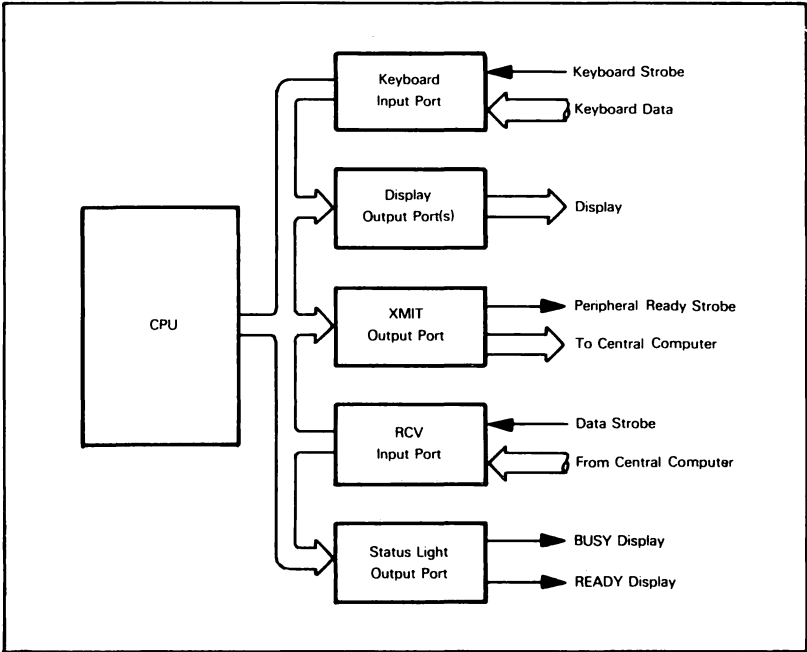 Keyboard
Input Port
Keyboard Strobe
Keyboard Data
Display
Output Port(s)
Display
CPU
XMIT
Output Port
Peripheral Ready Strobe
To Central Computer
RCV
Input Port
Data Strobe
From Central Computer
Status Light
Output Port
BUSY Display
READY Display